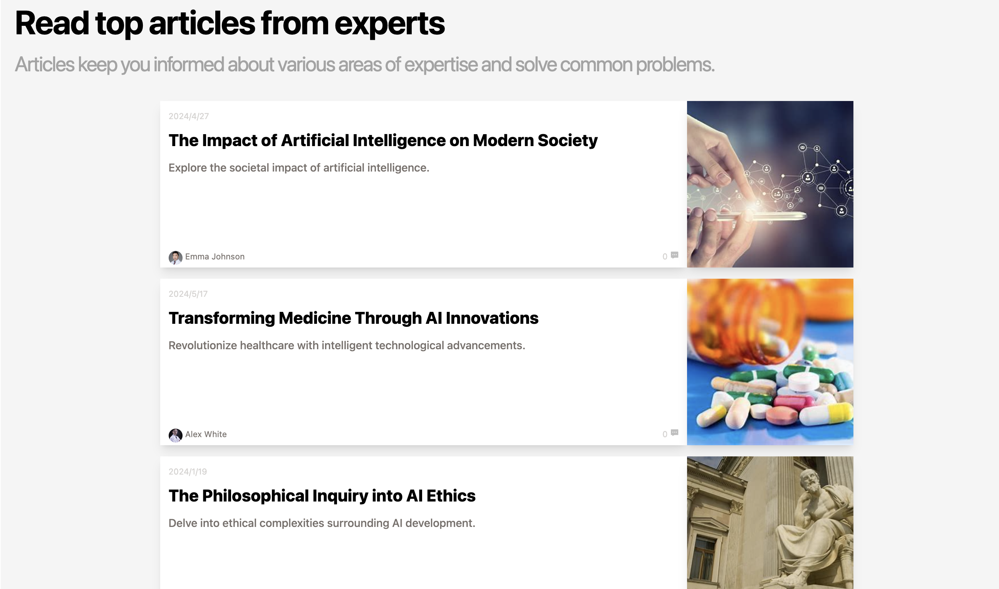 Read top articles from experts
Articles keep you informed about various areas of expertise and solve common problems.
2024/4/27
The Impact of Artificial Intelligence on Modern Society
Explore the societal impact of artificial intelligence.
Emma Johnson
0
2024/5/17
Transforming Medicine Through AI Innovations
Revolutionize healthcare with intelligent technological advancements.
Alex White
0
2024/1/19
The Philosophical Inquiry into AI Ethics
Delve into ethical complexities surrounding AI development.